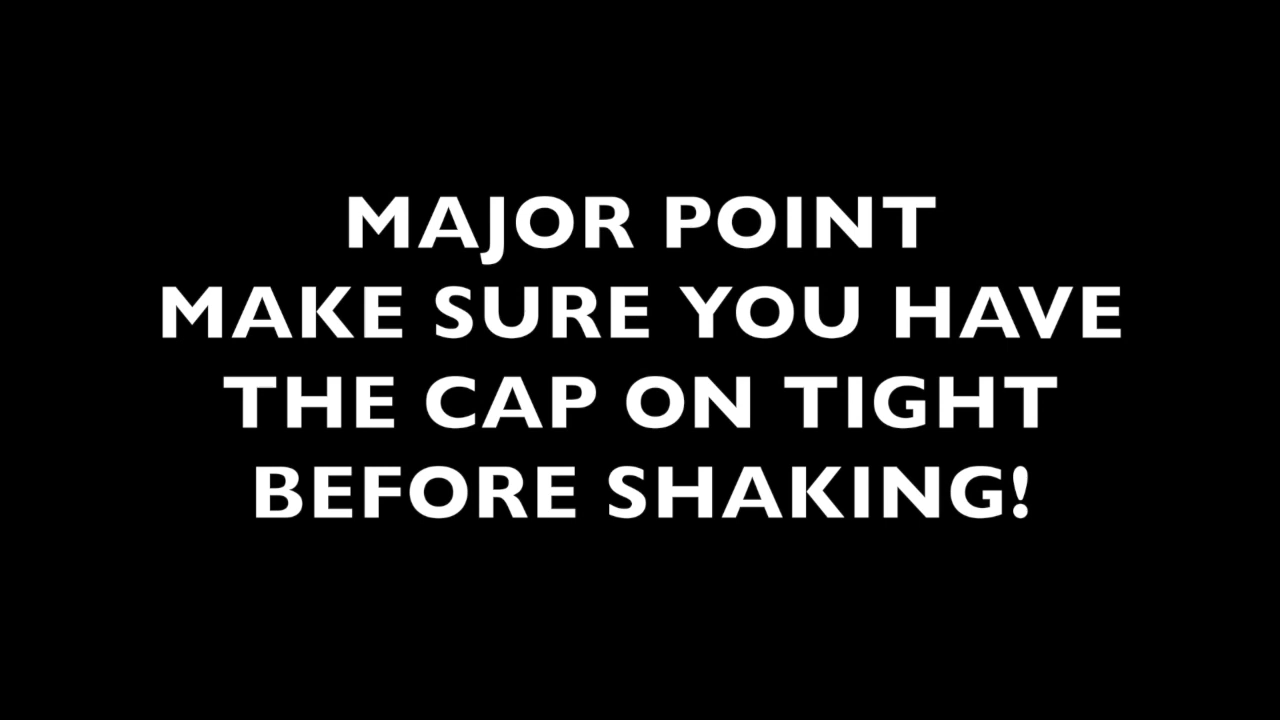 MAJOR POINT
MAKE SURE YOU HAVE
THE CAP ON TIGHT
BEFORE SHAKING!